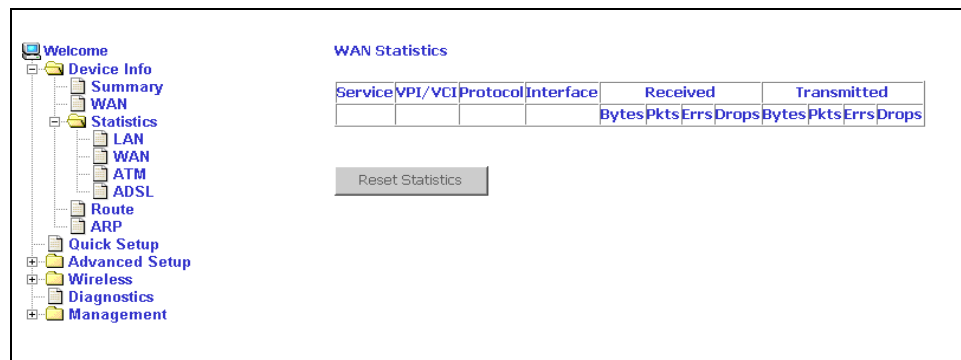 Welcome
Device Info
Summary
WAN
Statistics
LAN
WAN
ATM
ADSL
Route
ARP
Quick Setup
Advanced Setup
Wireless
Diagnostics
Management
WAN Statistics
Service VPI/VCI Protocol Interface Received Transmitted
Bytes Pkts Errs Drops Bytes Pkts Errs Drops
Reset Statistics